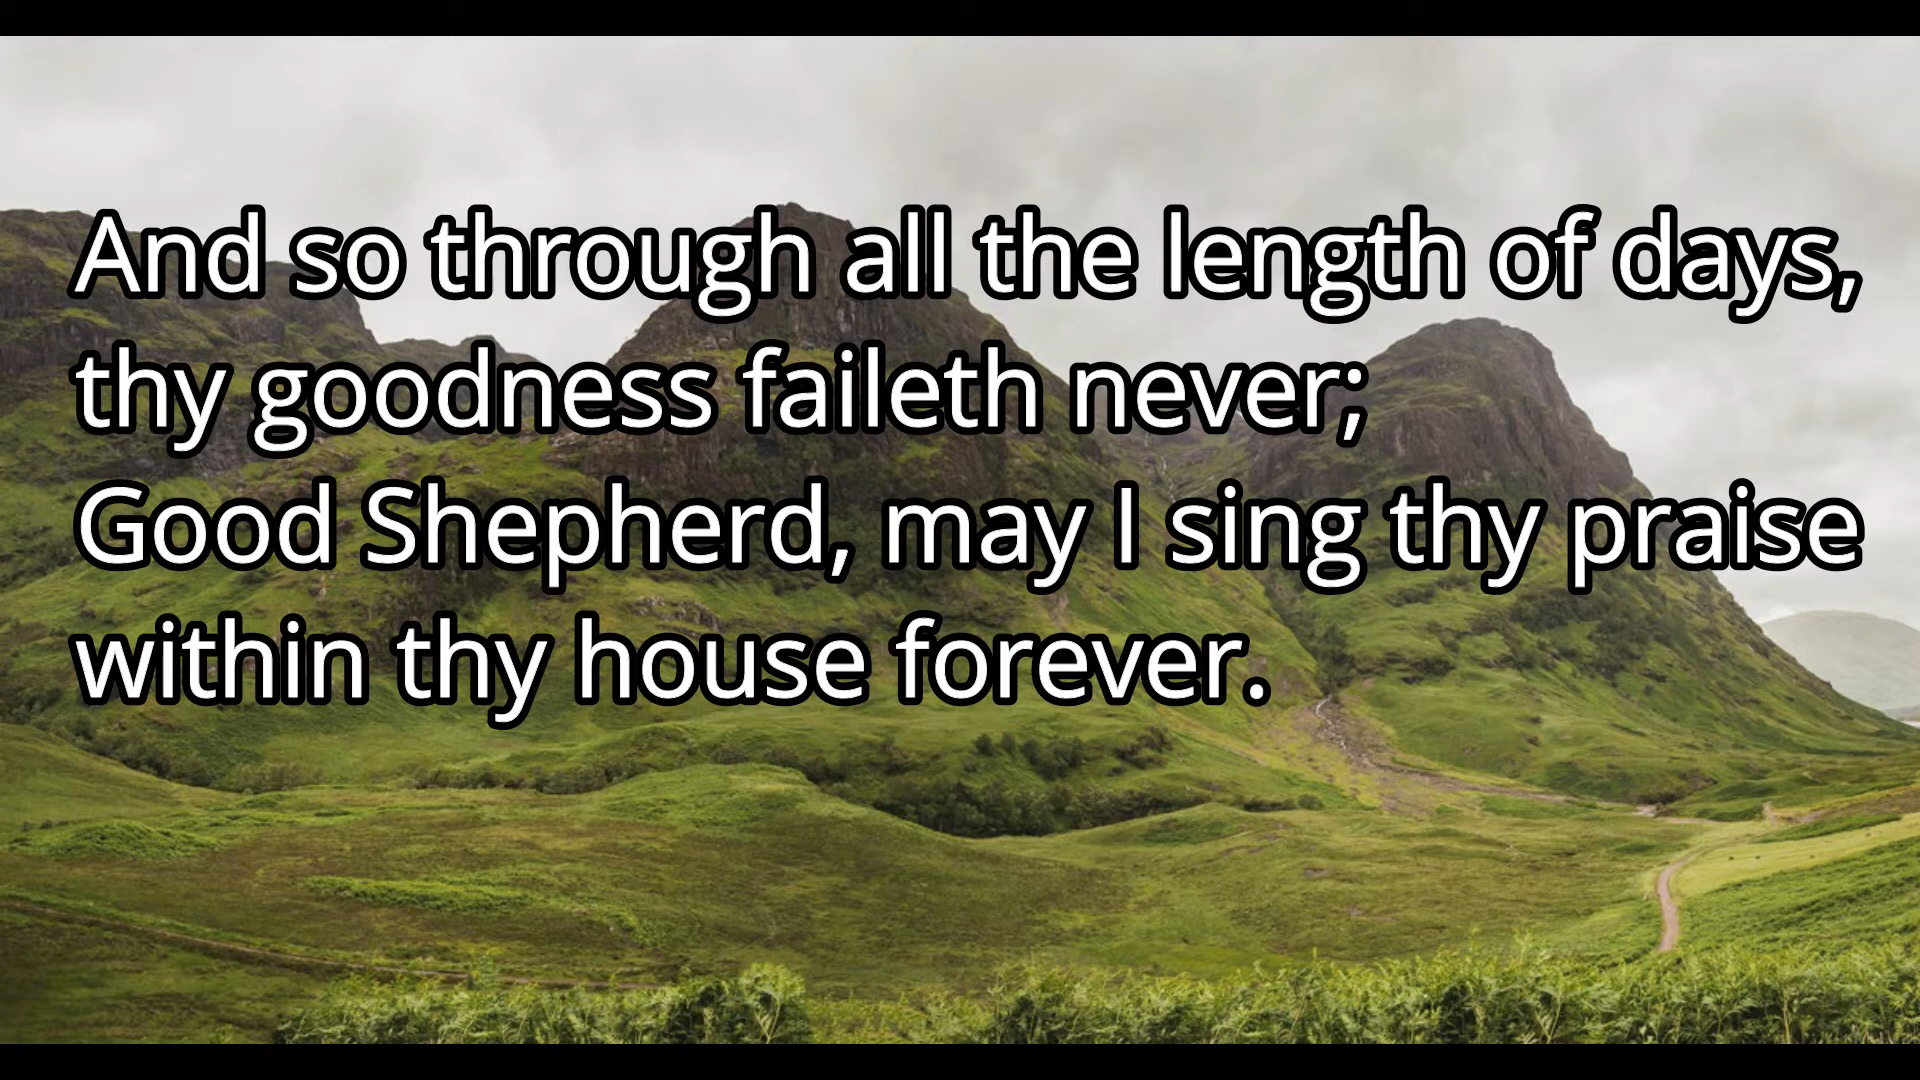 And so through all the length of days,
thy goodness faileth never;
Good Shepherd, may I sing thy praise
within thy house forever.